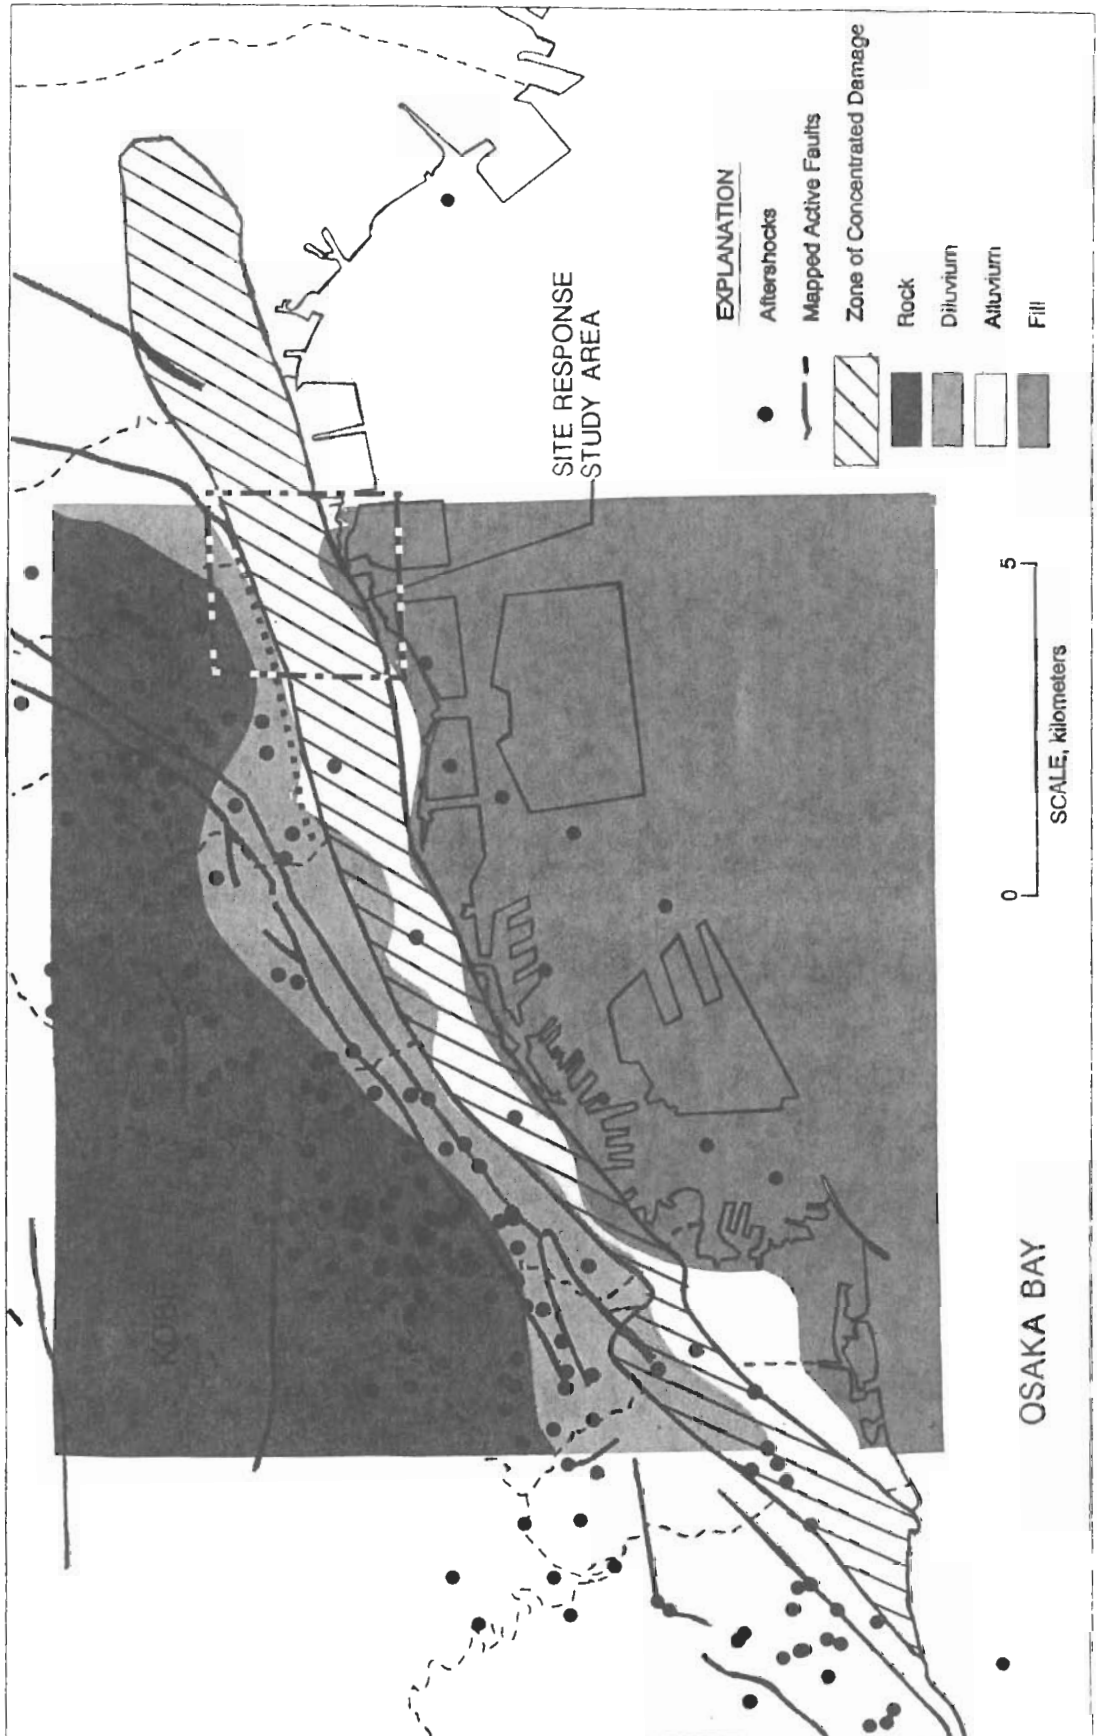 KOBE
SITE RESPONSE
STUDY AREA
EXPLANATION
Aftershocks
Mapped Active Faults
Zone of Concentrated Damage
Rock
Diluvium
Alluvium
Fill
0
5
SCALE, kilometers
OSAKA BAY